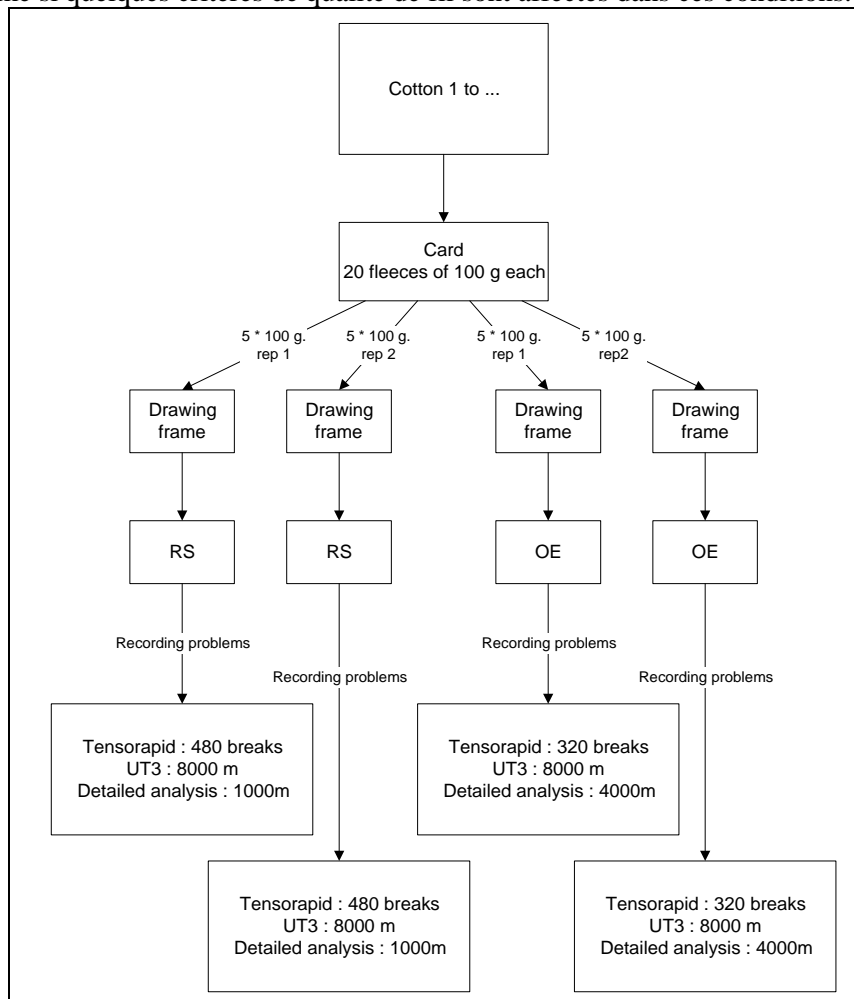 si quelques critères de qualité de fil sont affectés dans ces conditions.
Cotton 1 to ...
Card
20 fleeces of 100 g each
5 * 100 g.
rep 1
5 * 100 g.
rep 2
5 * 100 g.
rep 1
5 * 100 g.
rep2
Drawing
frame
Drawing
frame
Drawing
frame
Drawing
frame
RS
RS
OE
OE
Recording problems
Recording problems
Recording problems
Recording problems
Tensorapid : 480 breaks
UT3 : 8000 m
Detailed analysis : 1000m
Tensorapid : 320 breaks
UT3 : 8000 m
Detailed analysis : 4000m
Tensorapid : 480 breaks
UT3 : 8000 m
Detailed analysis : 1000m
Tensorapid : 320 breaks
UT3 : 8000 m
Detailed analysis : 4000m